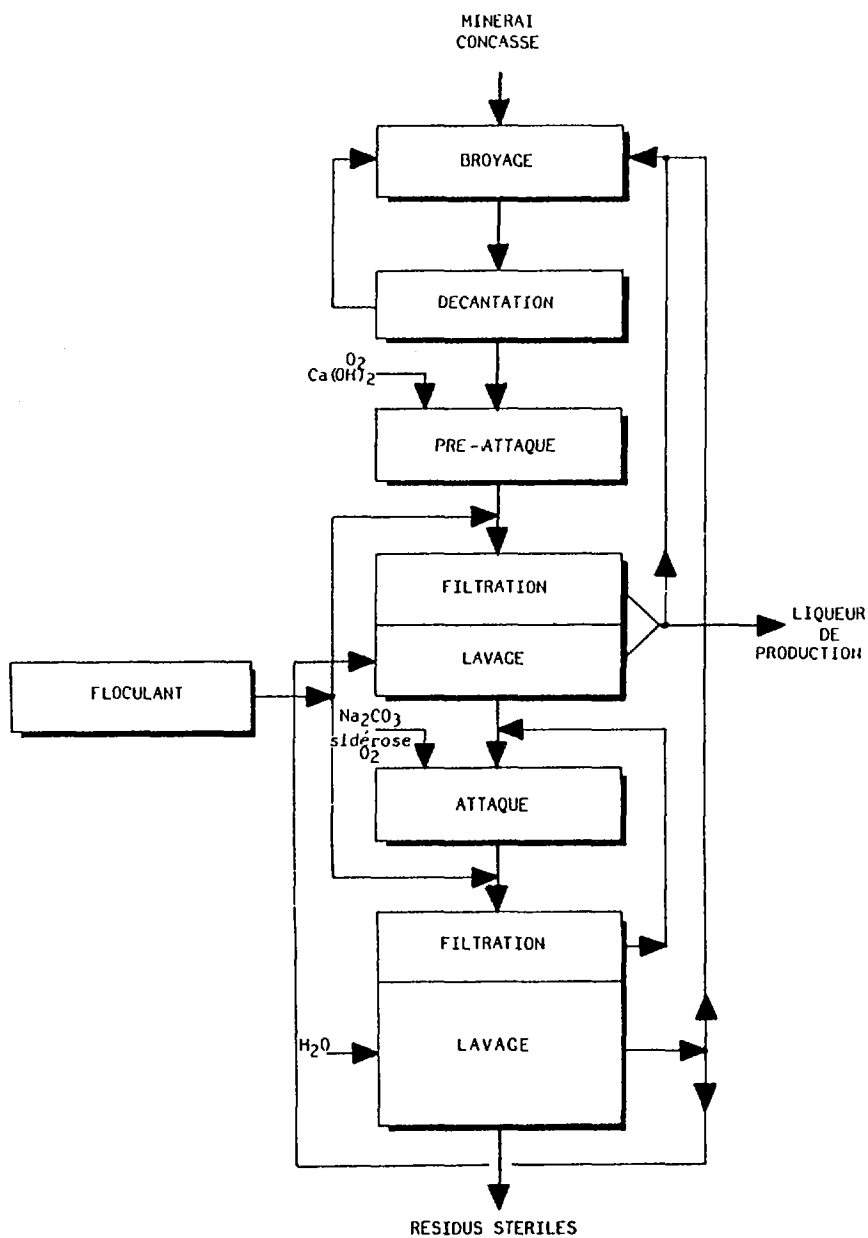 MINERAI
CONCASSE
BROYAGE
DECANTATION
O2
Ca(OH)2
PRE-ATTAQUE
FILTRATION
LAVAGE
LIQUEUR
DE
PRODUCTION
FLOCULANT
Na2CO3
sidérose
O2
ATTAQUE
FILTRATION
H2O
LAVAGE
RESIDUS STERILES